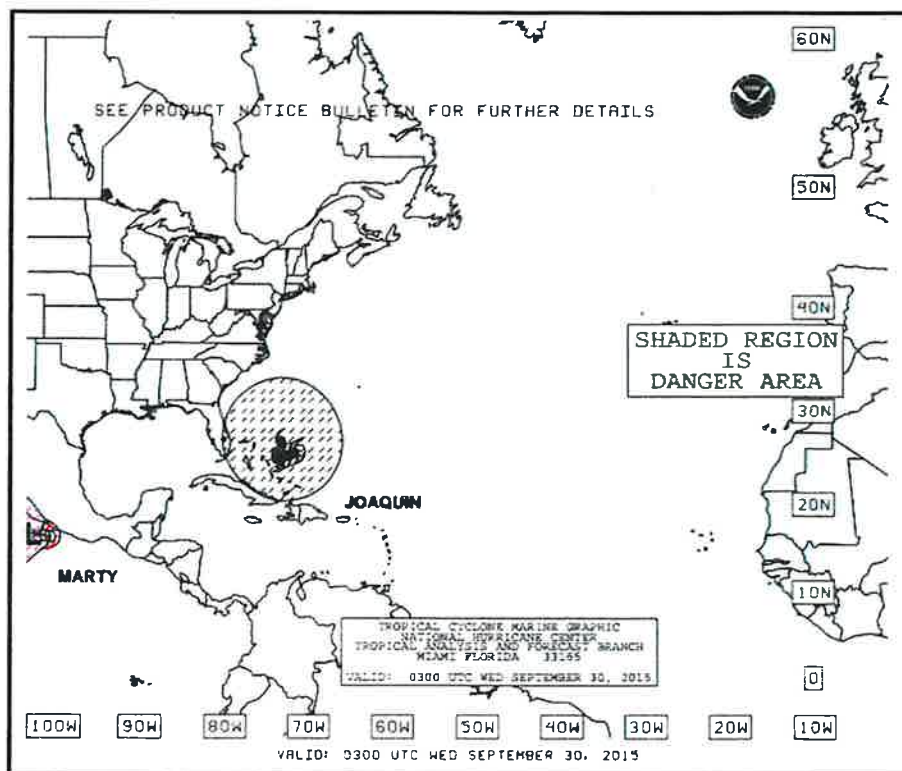 60N
SEE PRODUCT NOTICE BULLETEN FOR FURTHER DETAILS
50N
40N
SHADED REGION
IS
DANGER AREA
30N
JOAQUIN
20N
L
MARTY
10N
TROPICAL CYCLONE MARINE GRAPHIC
NATIONAL HURRICANE CENTER
TROPICAL ANALYSIS AND FORECAST BRANCH
MIAMI FLORIDA 33165
VALID: 0300 UTC WED SEPTEMBER 30, 2015
0
100W 90W 80W 70W 60W 50W 40W 30W 20W 10W
VALID: 0300 UTC WED SEPTEMBER 30, 2015